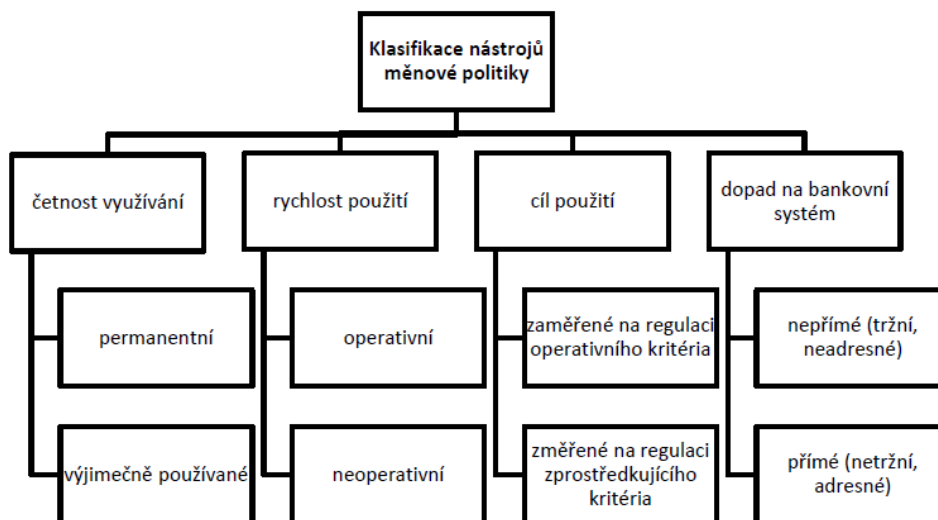 Klasifikace nástrojů
měnové politiky
četnost využívání
rychlost použití
cíl použití
dopad na bankovní
systém
permanentní
operativní
zaměřené na regulaci
operativního kritéria
nepřímé (tržní,
neadresné)
výjimečně používané
neoperativní
změřené na regulaci
zprostředkujícího
kritéria
přímé (netržní,
adresné)